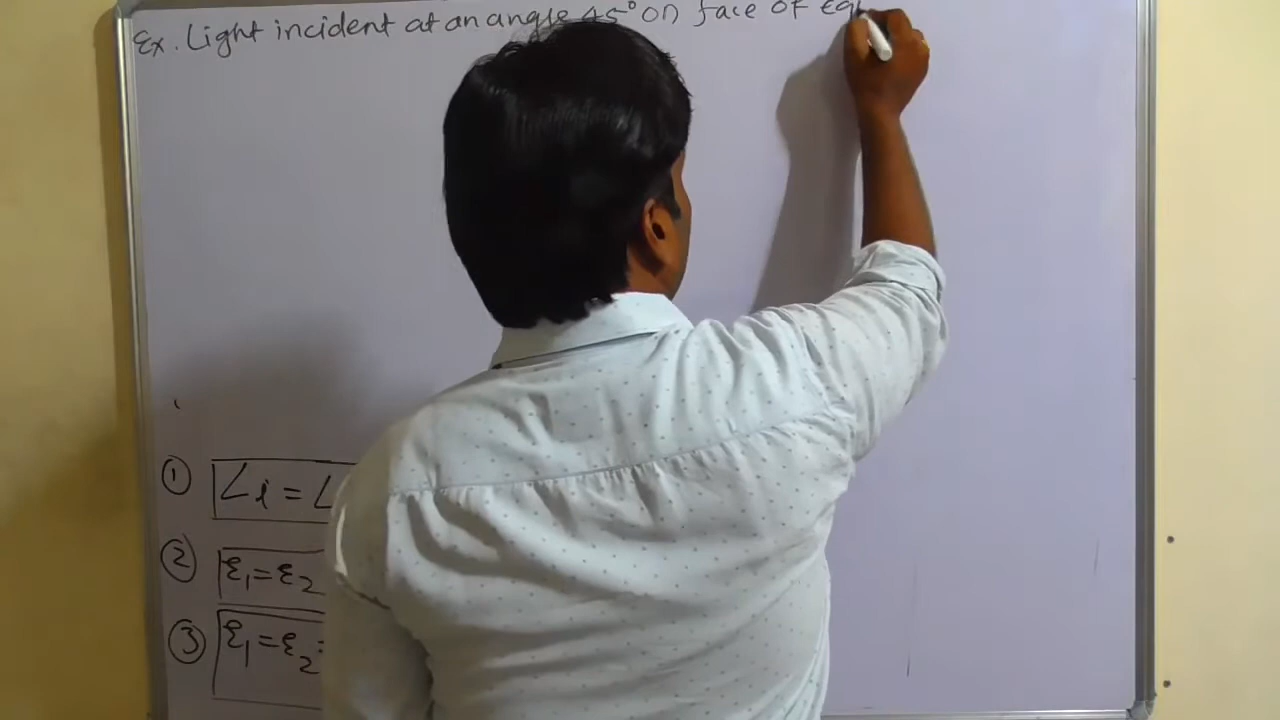 Ex. Light incident at an angle 45° on face of Eq
① ∠i = ∠
② ξ₁ = ξ₂
③ ξ₁ = ξ₂ =